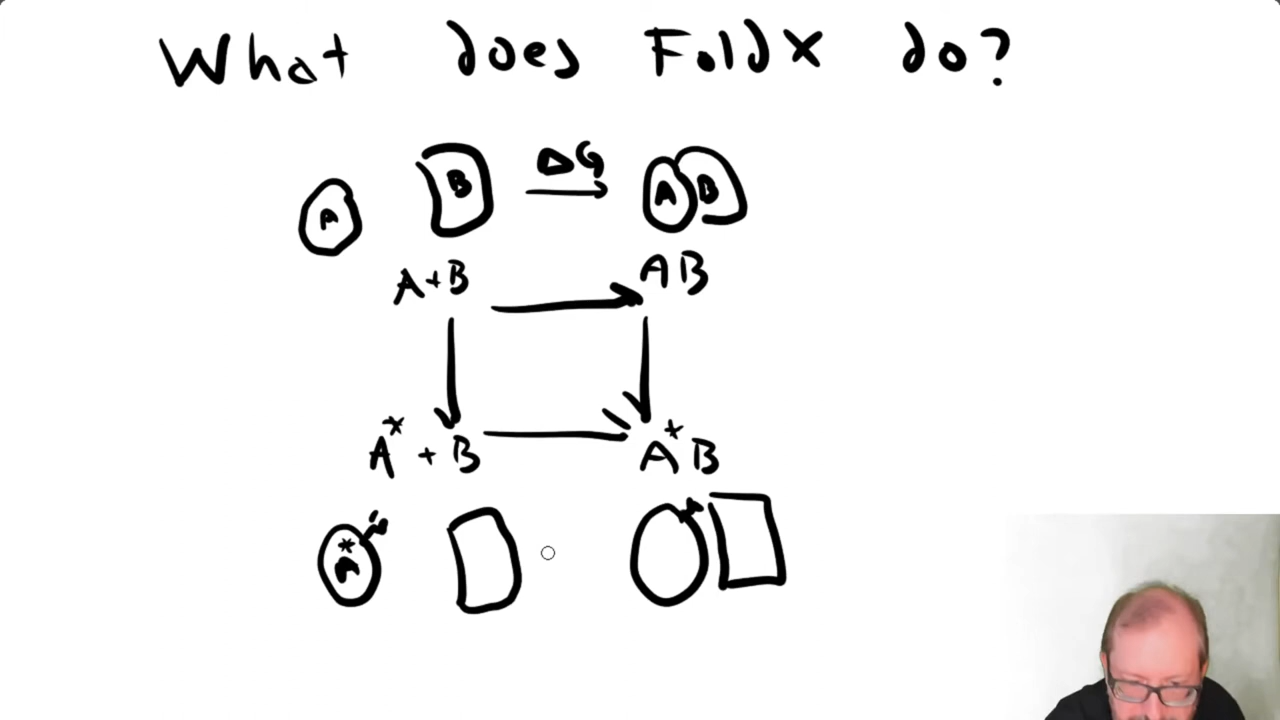 What does FoldX do?
ΔG
A B A B
A+B AB
A* + B A*B
*
A